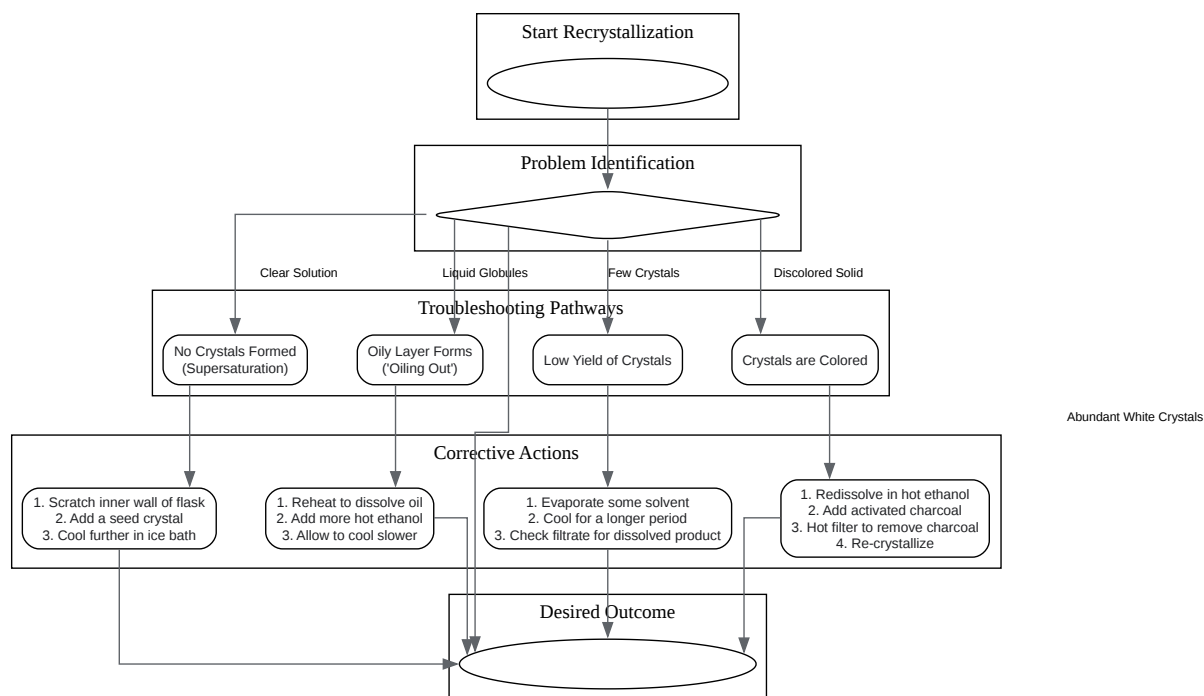 Start Recrystallization
Problem Identification
Clear Solution
Liquid Globules
Few Crystals
Discolored Solid
Troubleshooting Pathways
No Crystals Formed
(Supersaturation)
Oily Layer Forms
('Oiling Out')
Low Yield of Crystals
Crystals are Colored
Abundant White Crystals
Corrective Actions
1. Scratch inner wall of flask
2. Add a seed crystal
3. Cool further in ice bath
1. Reheat to dissolve oil
2. Add more hot ethanol
3. Allow to cool slower
1. Evaporate some solvent
2. Cool for a longer period
3. Check filtrate for dissolved product
1. Redissolve in hot ethanol
2. Add activated charcoal
3. Hot filter to remove charcoal
4. Re-crystallize
Desired Outcome